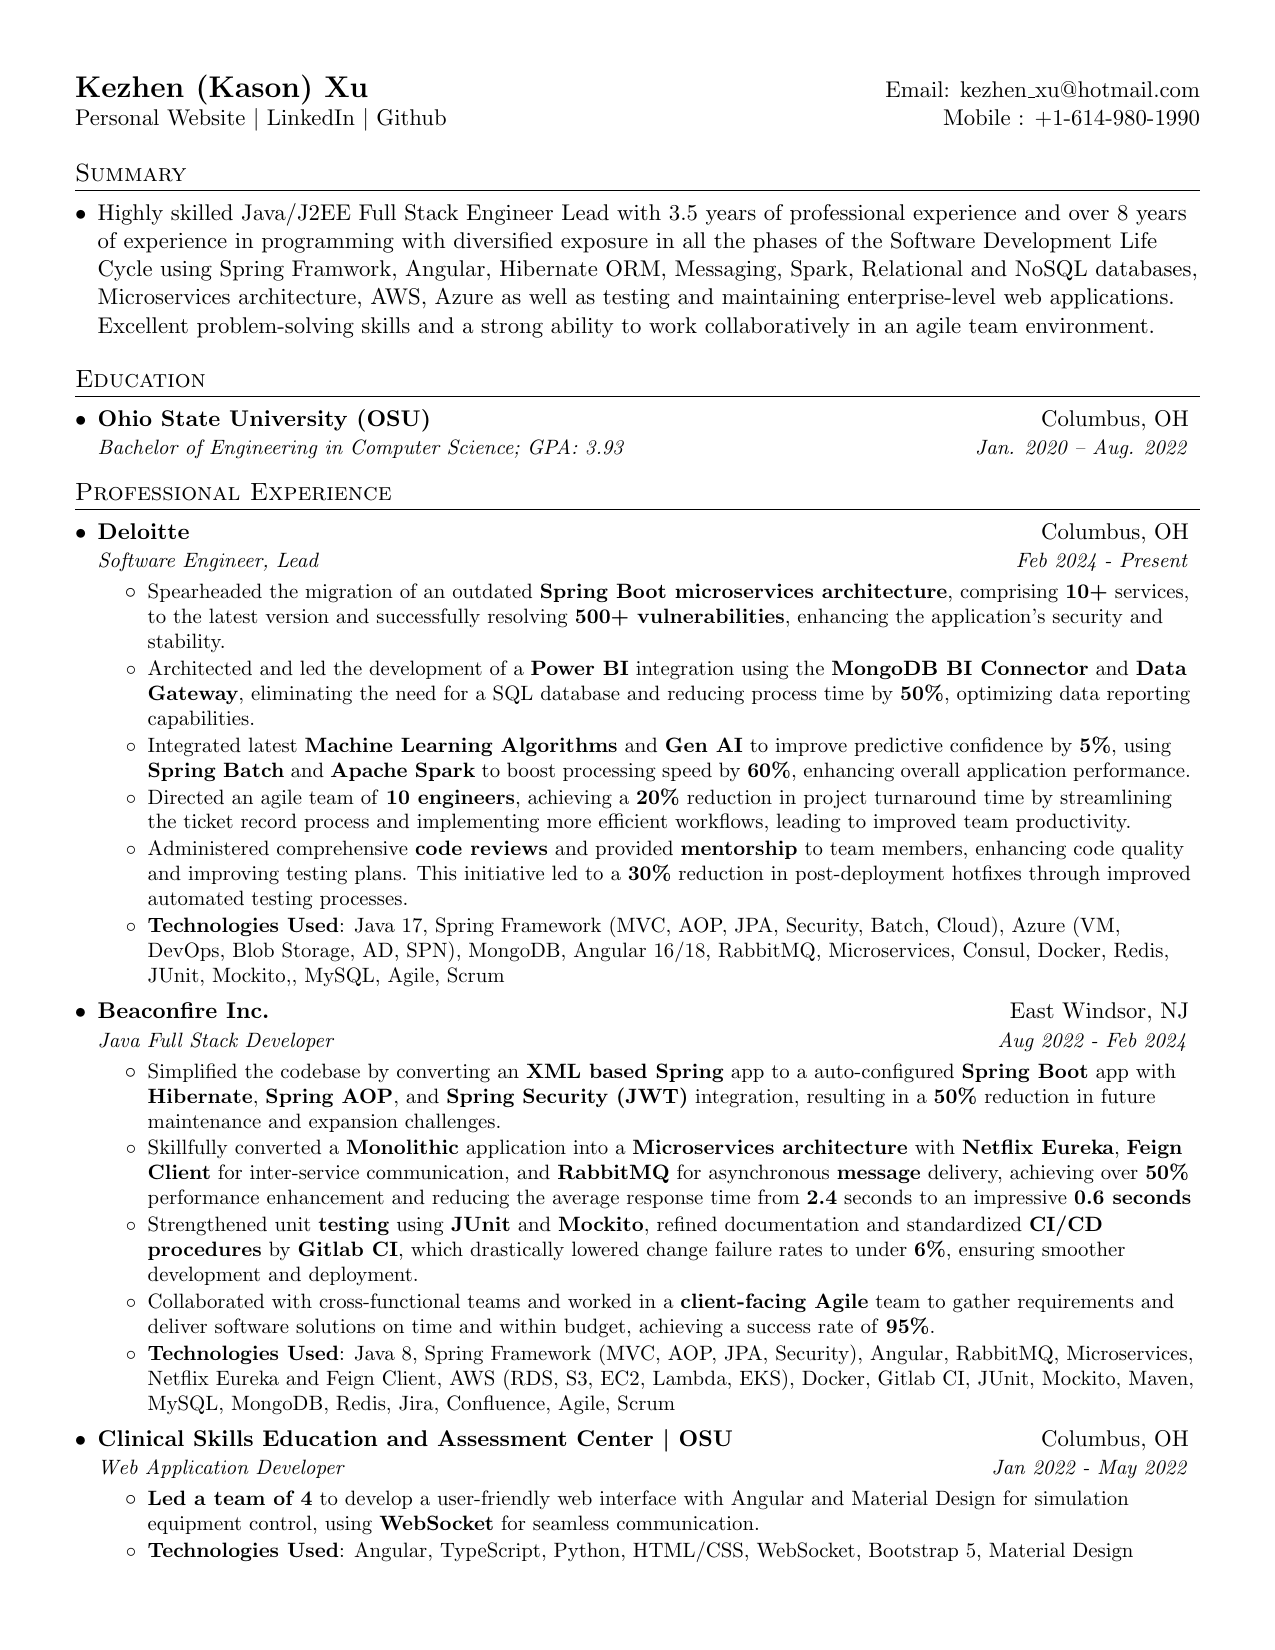 Kezhen (Kason) Xu
Email: kezhen_xu@hotmail.com
Personal Website | LinkedIn | Github
Mobile : +1-614-980-1990
Summary
• Highly skilled Java/J2EE Full Stack Engineer Lead with 3.5 years of professional experience and over 8 years
of experience in programming with diversified exposure in all the phases of the Software Development Life
Cycle using Spring Framwork, Angular, Hibernate ORM, Messaging, Spark, Relational and NoSQL databases,
Microservices architecture, AWS, Azure as well as testing and maintaining enterprise-level web applications.
Excellent problem-solving skills and a strong ability to work collaboratively in an agile team environment.
Education
• Ohio State University (OSU) Columbus, OH
Bachelor of Engineering in Computer Science; GPA: 3.93 Jan. 2020 – Aug. 2022
Professional Experience
• Deloitte Columbus, OH
Software Engineer, Lead Feb 2024 - Present
◦ Spearheaded the migration of an outdated Spring Boot microservices architecture, comprising 10+ services,
to the latest version and successfully resolving 500+ vulnerabilities, enhancing the application's security and
stability.
◦ Architected and led the development of a Power BI integration using the MongoDB BI Connector and Data
Gateway, eliminating the need for a SQL database and reducing process time by 50%, optimizing data reporting
capabilities.
◦ Integrated latest Machine Learning Algorithms and Gen AI to improve predictive confidence by 5%, using
Spring Batch and Apache Spark to boost processing speed by 60%, enhancing overall application performance.
◦ Directed an agile team of 10 engineers, achieving a 20% reduction in project turnaround time by streamlining
the ticket record process and implementing more efficient workflows, leading to improved team productivity.
◦ Administered comprehensive code reviews and provided mentorship to team members, enhancing code quality
and improving testing plans. This initiative led to a 30% reduction in post-deployment hotfixes through improved
automated testing processes.
◦ Technologies Used: Java 17, Spring Framework (MVC, AOP, JPA, Security, Batch, Cloud), Azure (VM,
DevOps, Blob Storage, AD, SPN), MongoDB, Angular 16/18, RabbitMQ, Microservices, Consul, Docker, Redis,
JUnit, Mockito,, MySQL, Agile, Scrum
• Beaconfire Inc. East Windsor, NJ
Java Full Stack Developer Aug 2022 - Feb 2024
◦ Simplified the codebase by converting an XML based Spring app to a auto-configured Spring Boot app with
Hibernate, Spring AOP, and Spring Security (JWT) integration, resulting in a 50% reduction in future
maintenance and expansion challenges.
◦ Skillfully converted a Monolithic application into a Microservices architecture with Netflix Eureka, Feign
Client for inter-service communication, and RabbitMQ for asynchronous message delivery, achieving over 50%
performance enhancement and reducing the average response time from 2.4 seconds to an impressive 0.6 seconds
◦ Strengthened unit testing using JUnit and Mockito, refined documentation and standardized CI/CD
procedures by Gitlab CI, which drastically lowered change failure rates to under 6%, ensuring smoother
development and deployment.
◦ Collaborated with cross-functional teams and worked in a client-facing Agile team to gather requirements and
deliver software solutions on time and within budget, achieving a success rate of 95%.
◦ Technologies Used: Java 8, Spring Framework (MVC, AOP, JPA, Security), Angular, RabbitMQ, Microservices,
Netflix Eureka and Feign Client, AWS (RDS, S3, EC2, Lambda, EKS), Docker, Gitlab CI, JUnit, Mockito, Maven,
MySQL, MongoDB, Redis, Jira, Confluence, Agile, Scrum
• Clinical Skills Education and Assessment Center | OSU Columbus, OH
Web Application Developer Jan 2022 - May 2022
◦ Led a team of 4 to develop a user-friendly web interface with Angular and Material Design for simulation
equipment control, using WebSocket for seamless communication.
◦ Technologies Used: Angular, TypeScript, Python, HTML/CSS, WebSocket, Bootstrap 5, Material Design